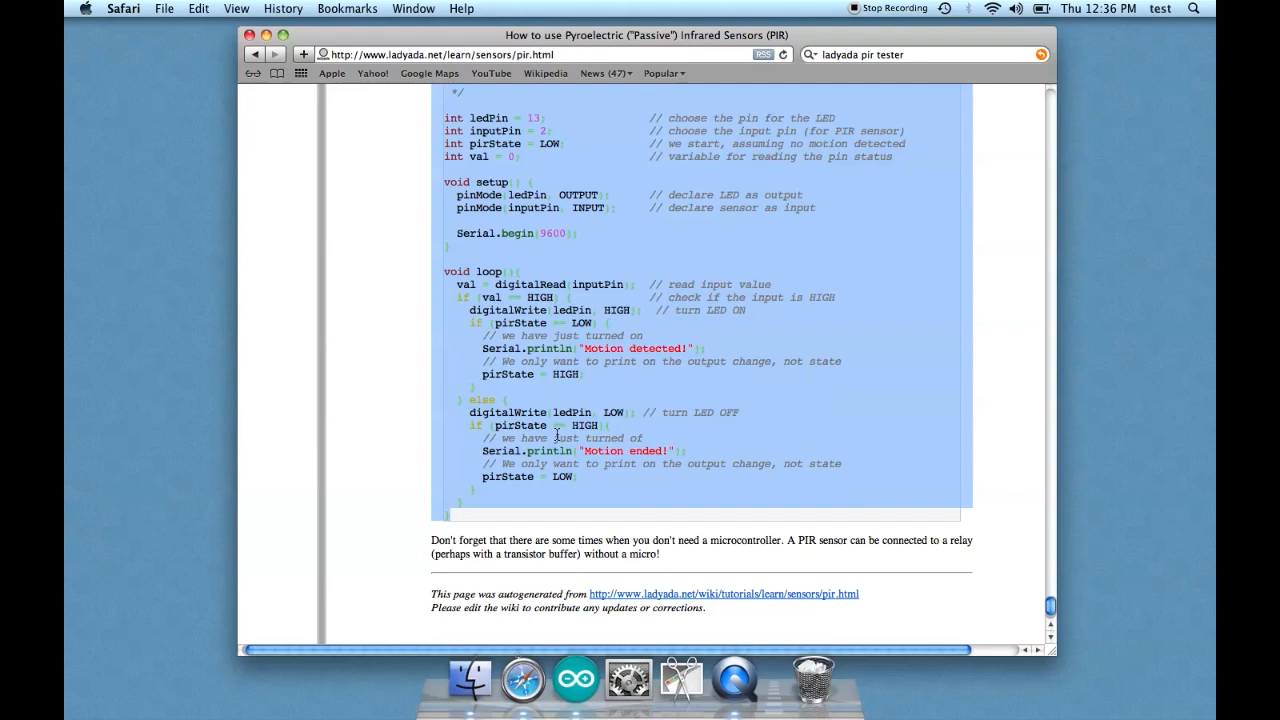 Safari File Edit View History Bookmarks Window Help Stop Recording Thu 12:36 PM test
How to use Pyroelectric ("Passive") Infrared Sensors (PIR)
http://www.ladyada.net/learn/sensors/pir.html RSS ladyada pir tester
Apple Yahoo! Google Maps YouTube Wikipedia News (47) Popular
*/
int ledPin = 13; // choose the pin for the LED
int inputPin = 2; // choose the input pin (for PIR sensor)
int pirState = LOW; // we start, assuming no motion detected
int val = 0; // variable for reading the pin status
void setup() {
pinMode(ledPin, OUTPUT); // declare LED as output
pinMode(inputPin, INPUT); // declare sensor as input
Serial.begin(9600);
}
void loop(){
val = digitalRead(inputPin); // read input value
if (val == HIGH) { // check if the input is HIGH
digitalWrite(ledPin, HIGH); // turn LED ON
if (pirState == LOW) {
// we have just turned on
Serial.println("Motion detected!");
// We only want to print on the output change, not state
pirState = HIGH;
}
} else {
digitalWrite(ledPin, LOW); // turn LED OFF
if (pirState == HIGH){
// we have just turned of
Serial.println("Motion ended!");
// We only want to print on the output change, not state
pirState = LOW;
}
}
}
Don't forget that there are some times when you don't need a microcontroller. A PIR sensor can be connected to a relay
(perhaps with a transistor buffer) without a micro!
This page was autogenerated from http://www.ladyada.net/wiki/tutorials/learn/sensors/pir.html
Please edit the wiki to contribute any updates or corrections.